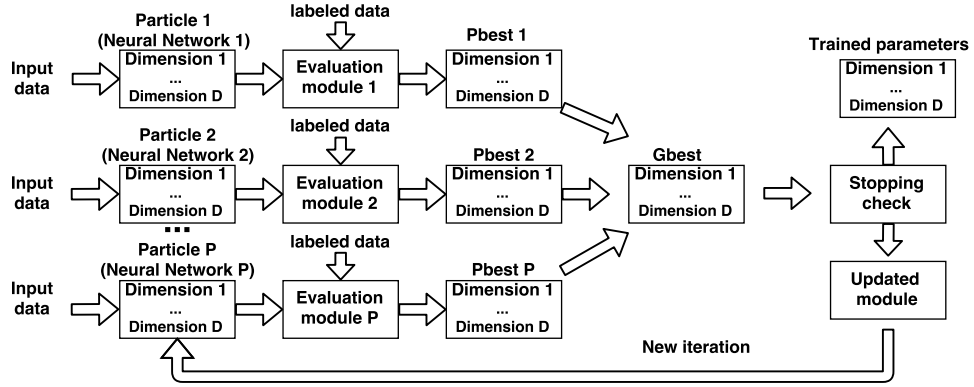 labeled data
Particle 1
(Neural Network 1)
Input
data
Dimension 1
...
Dimension D
Evaluation
module 1
Pbest 1
Dimension 1
...
Dimension D
Trained parameters
Dimension 1
...
Dimension D
labeled data
Particle 2
(Neural Network 2)
Input
data
Dimension 1
...
Dimension D
...
Evaluation
module 2
Pbest 2
Dimension 1
...
Dimension D
Gbest
Dimension 1
...
Dimension D
Stopping
check
labeled data
Particle P
(Neural Network P)
Input
data
Dimension 1
...
Dimension D
Evaluation
module P
Pbest P
Dimension 1
...
Dimension D
Updated
module
New iteration